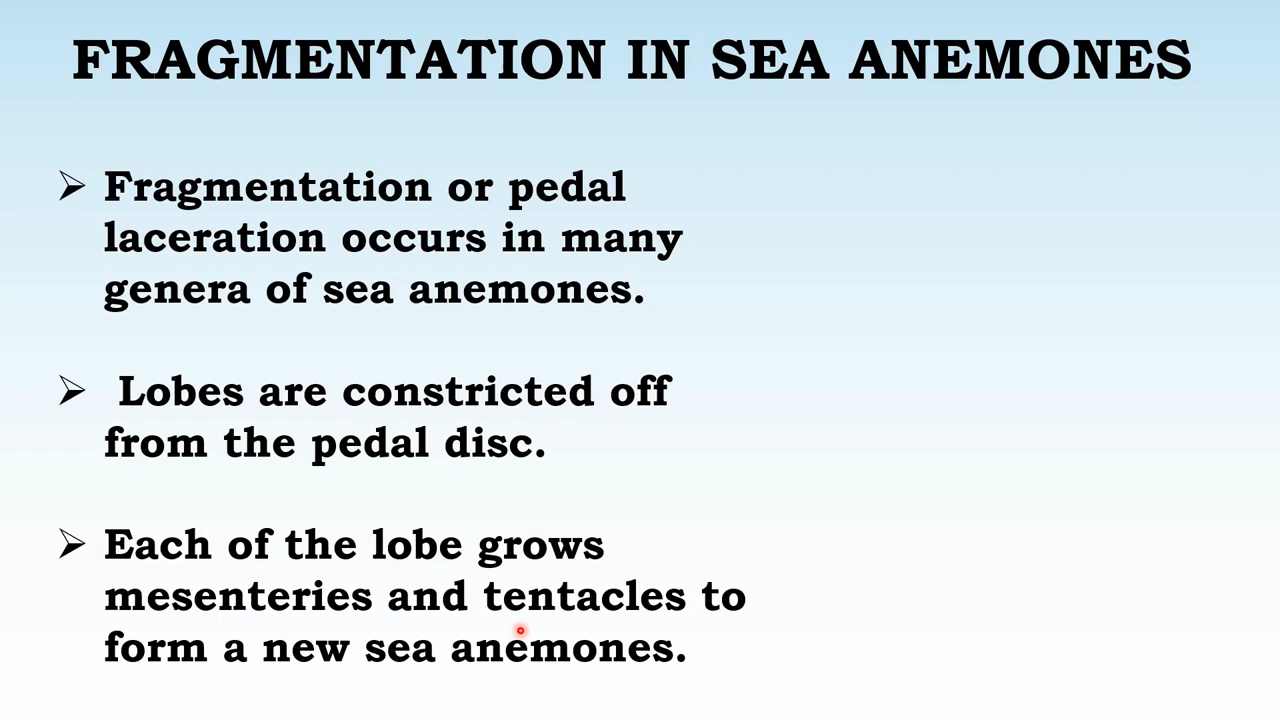 FRAGMENTATION IN SEA ANEMONES
➢ Fragmentation or pedal
laceration occurs in many
genera of sea anemones.
➢ Lobes are constricted off
from the pedal disc.
➢ Each of the lobe grows
mesenteries and tentacles to
form a new sea anemones.